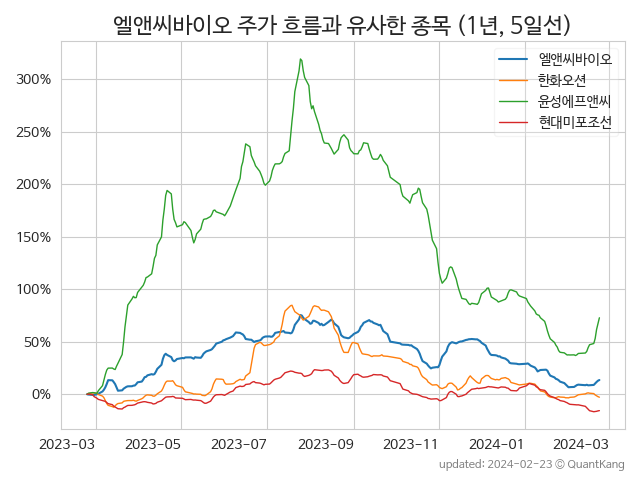 엘앤씨바이오 주가 흐름과 유사한 종목 (1년, 5일선)
엘앤씨바이오
한화오션
윤성에프앤씨
현대미포조선
300%
250%
200%
150%
100%
50%
0%
2023-03
2023-05
2023-07
2023-09
2023-11
2024-01
2024-03
updated: 2024-02-23 © QuantKang